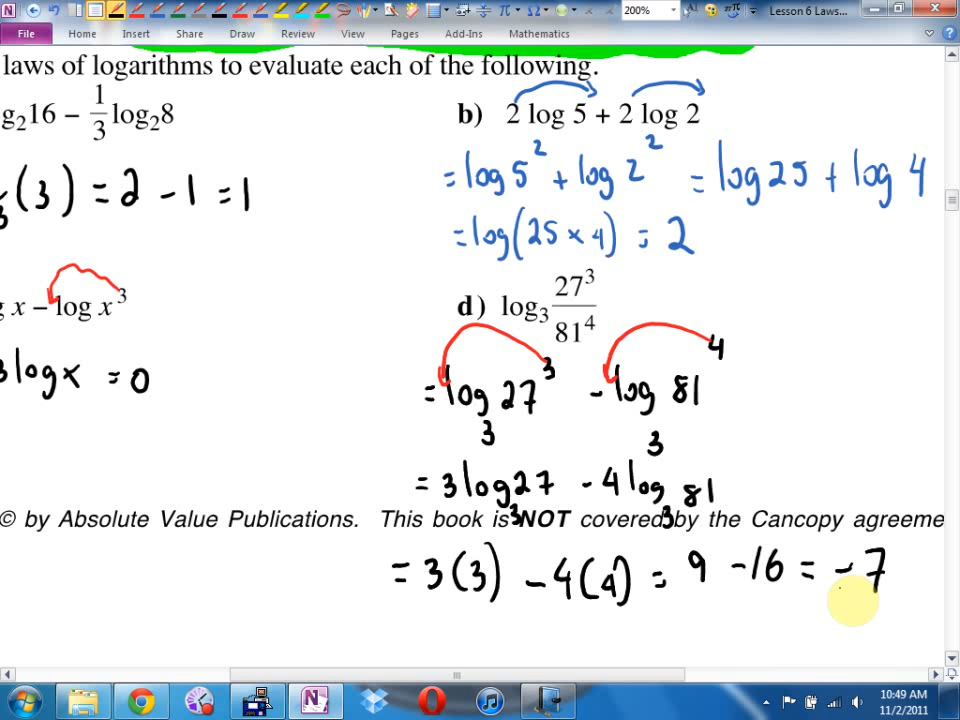 200%
Lesson 6 Laws...
File Home Insert Share Draw Review View Pages Add-Ins Mathematics
laws of logarithms to evaluate each of the following.
g₂16 − 1/3 log₂8
(3) = 2 - 1 = 1
b) 2 log 5 + 2 log 2
= log 5² + log 2² = log 25 + log 4
= log(25 × 4) = 2
g x − log x³
3 log x = 0
d) log₃ 27³/81⁴
= log₃ 27³ - log₃ 81⁴
= 3 log₃ 27 - 4 log₃ 81
© by Absolute Value Publications. This book is NOT covered by the Cancopy agreeme
= 3(3) - 4(4) = 9 - 16 = -7
10:49 AM
11/2/2011